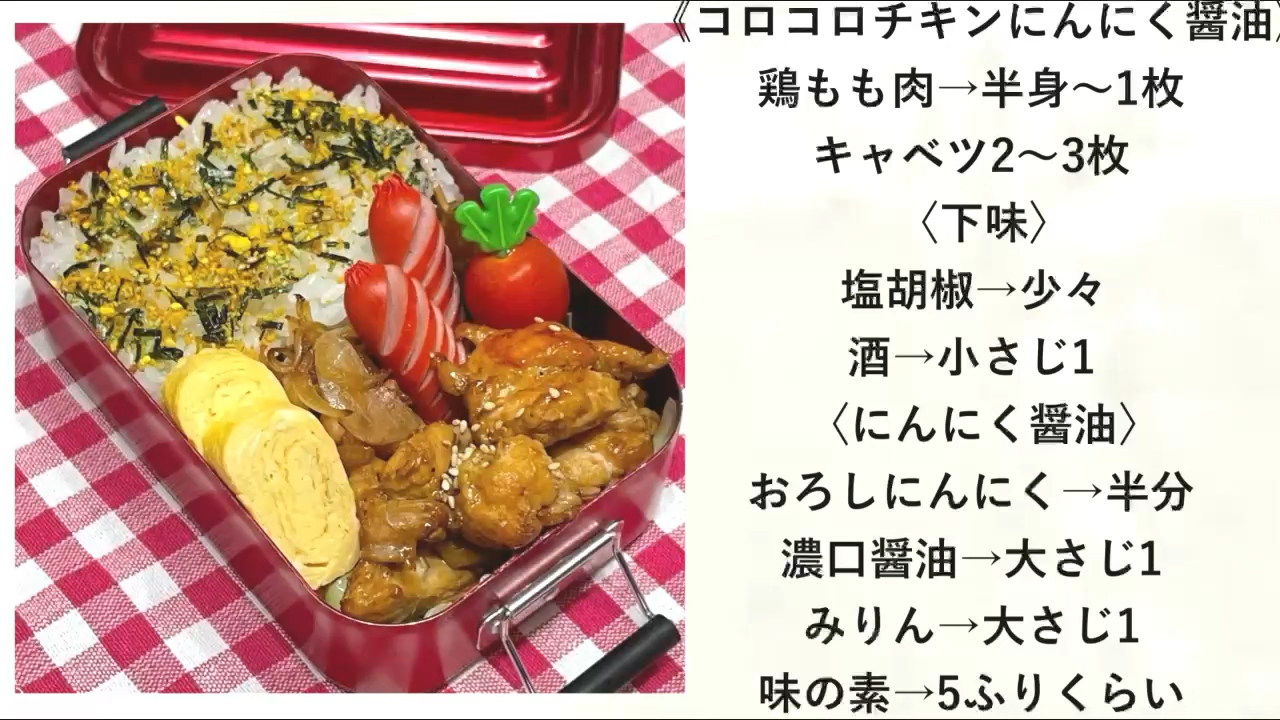 《コロコロチキンにんにく醤油》
鶏もも肉→半身～1枚
キャベツ2～3枚
〈下味〉
塩胡椒→少々
酒→小さじ1
〈にんにく醤油〉
おろしにんにく→半分
濃口醤油→大さじ1
みりん→大さじ1
味の素→5ふりくらい